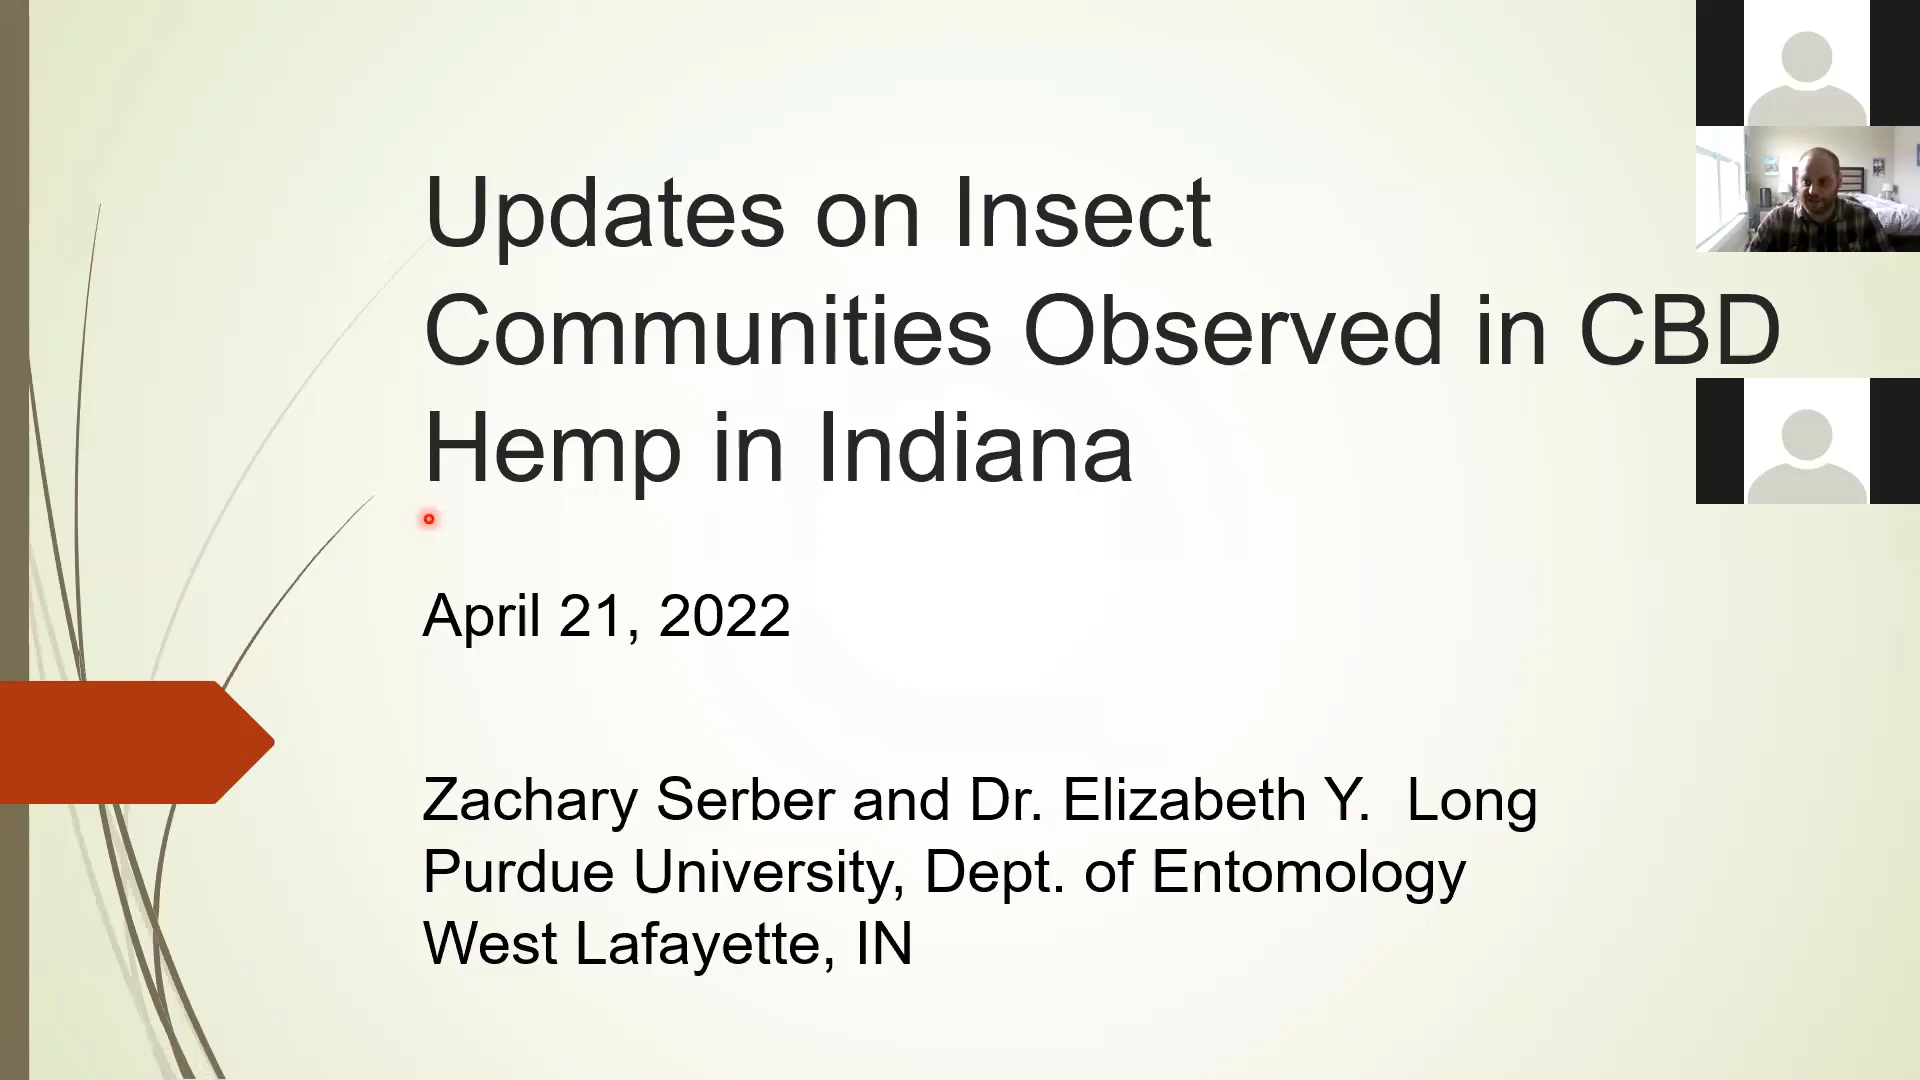 Updates on Insect
Communities Observed in CBD
Hemp in Indiana
April 21, 2022
Zachary Serber and Dr. Elizabeth Y.  Long
Purdue University, Dept. of Entomology
West Lafayette, IN